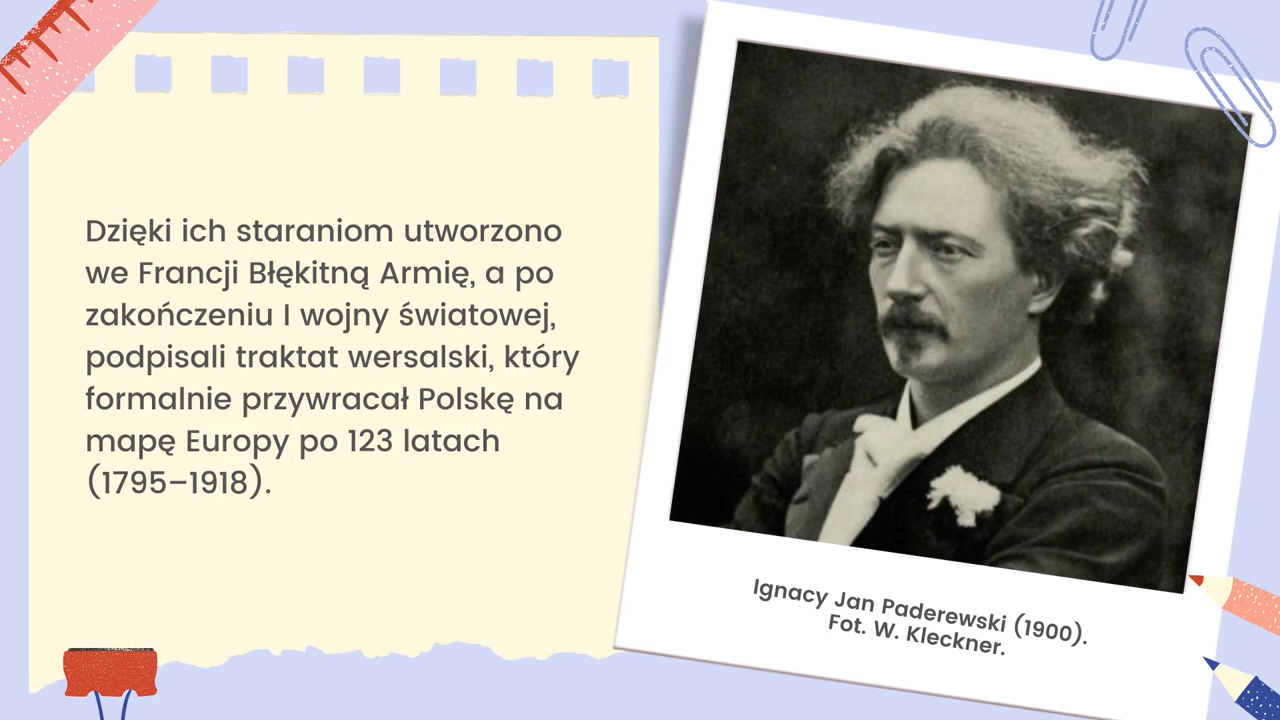 Dzięki ich staraniom utworzono
we Francji Błękitną Armię, a po
zakończeniu I wojny światowej,
podpisali traktat wersalski, który
formalnie przywracał Polskę na
mapę Europy po 123 latach
(1795–1918).
Ignacy Jan Paderewski (1900).
Fot. W. Kleckner.